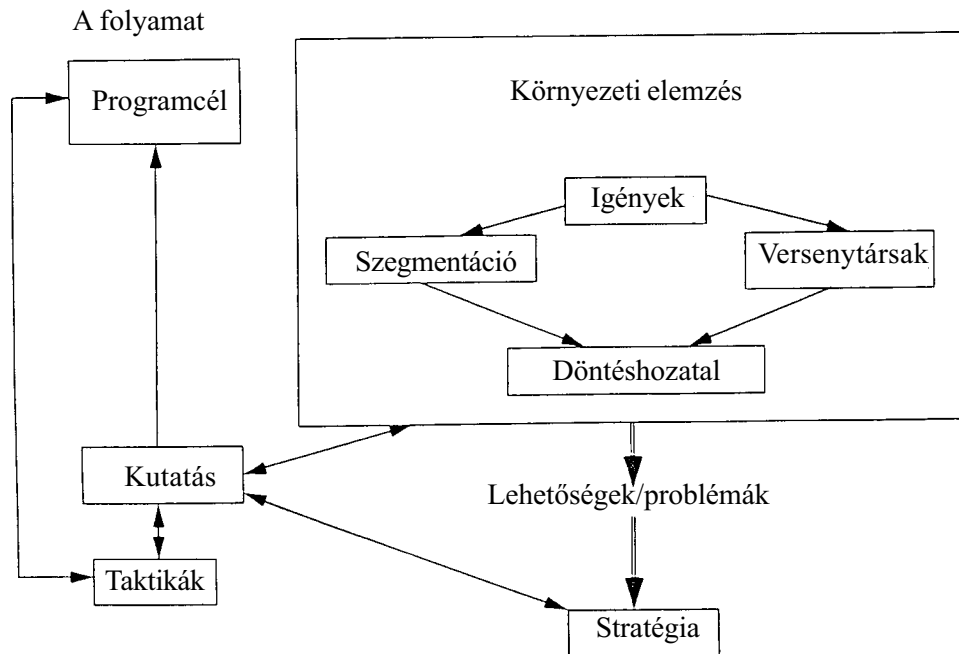 A folyamat
Programcél
Környezeti elemzés
Igények
Szegmentáció
Versenytársak
Döntéshozatal
Kutatás
Lehetőségek/problémák
Taktikák
Stratégia